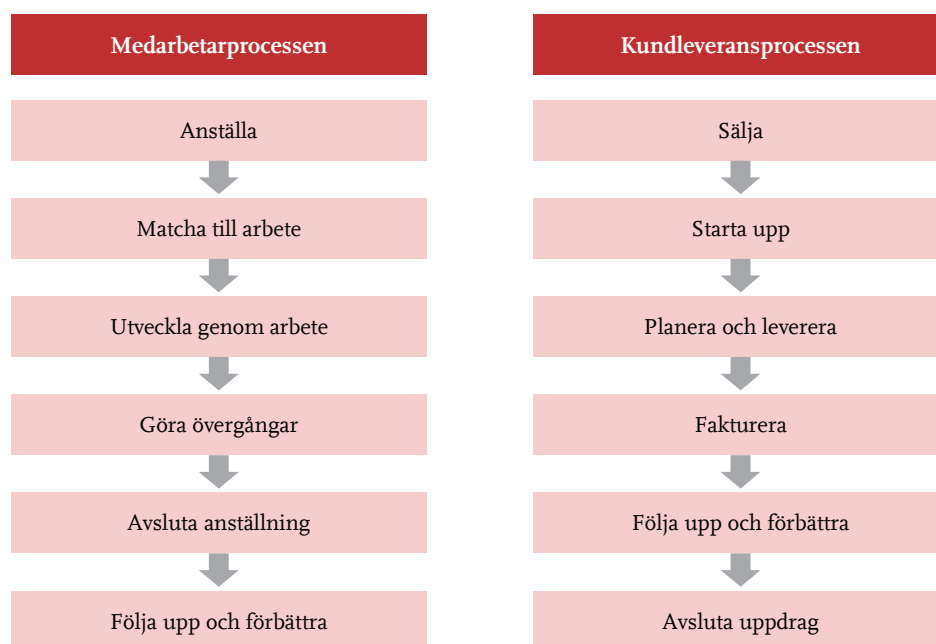 Medarbetarprocessen
Anställa
Matcha till arbete
Utveckla genom arbete
Göra övergångar
Avsluta anställning
Följa upp och förbättra
Kundleveransprocessen
Sälja
Starta upp
Planera och leverera
Fakturera
Följa upp och förbättra
Avsluta uppdrag